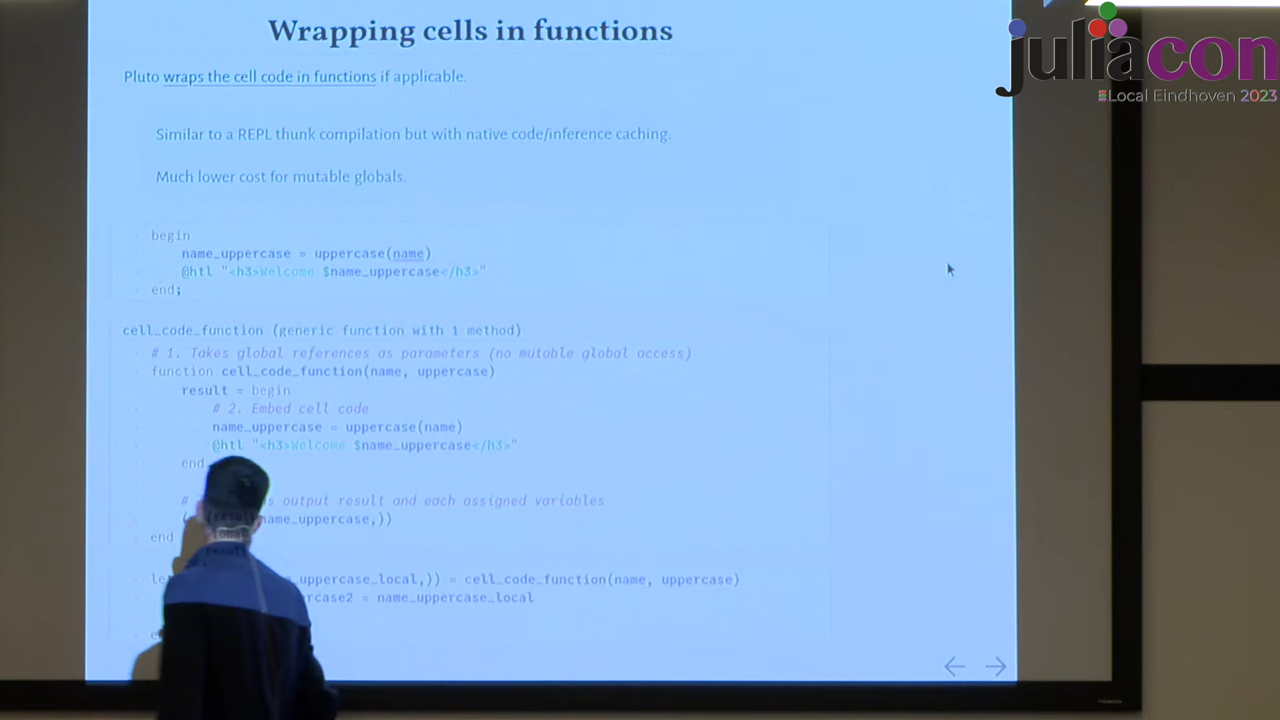 Wrapping cells in functions
Pluto wraps the cell code in functions if applicable.
Similar to a REPL thunk compilation but with native code/inference caching.
Much lower cost for mutable globals.
begin
name_uppercase = uppercase(name)
@htl "<h3>Welcome $name_uppercase</h3>"
end;
cell_code_function (generic function with 1 method)
# 1. Takes global references as parameters (no mutable global access)
function cell_code_function(name, uppercase)
result = begin
# 2. Embed cell code
name_uppercase = uppercase(name)
@htl "<h3>Welcome $name_uppercase</h3>"
end
# output result and each assigned variables
name_uppercase,))
end
_uppercase_local,)) = cell_code_function(name, uppercase)
= name_uppercase_local
juliacon
Local Eindhoven 2023